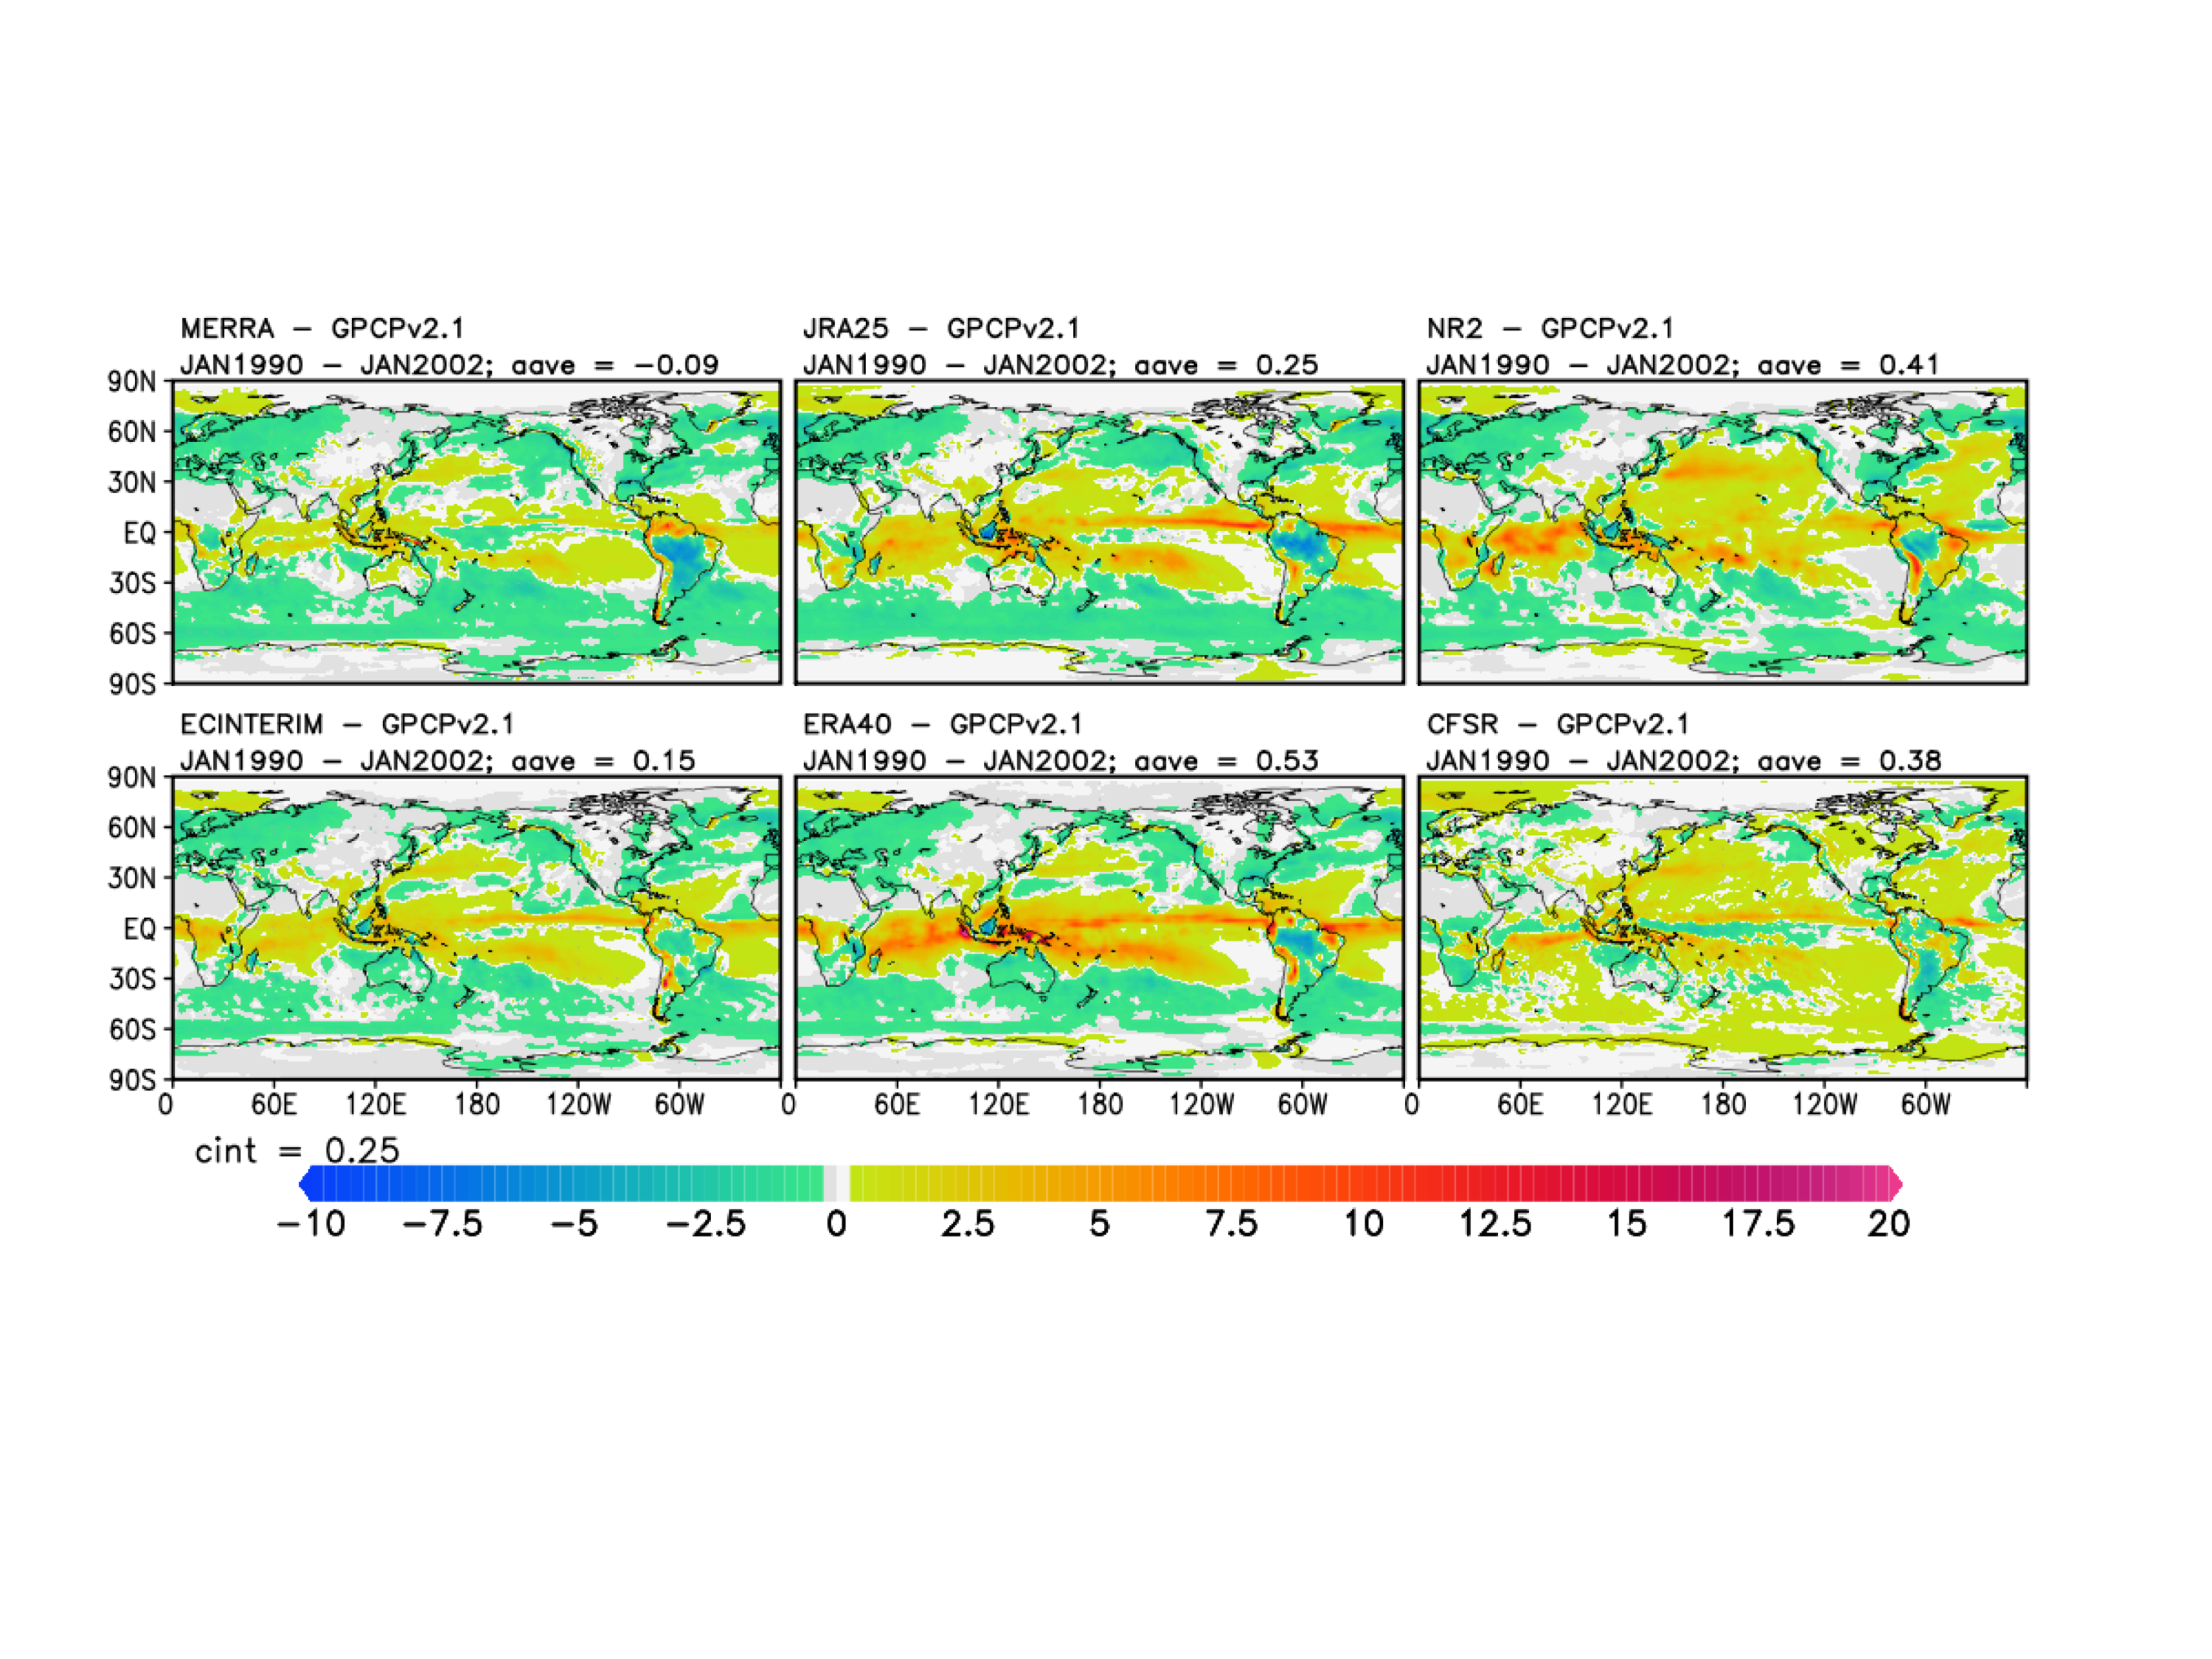 MERRA − GPCPv2.1
JAN1990 − JAN2002; aave = −0.09
JRA25 − GPCPv2.1
JAN1990 − JAN2002; aave = 0.25
NR2 − GPCPv2.1
JAN1990 − JAN2002; aave = 0.41
90N
60N
30N
EQ
30S
60S
90S
ECINTERIM − GPCPv2.1
JAN1990 − JAN2002; aave = 0.15
ERA40 − GPCPv2.1
JAN1990 − JAN2002; aave = 0.53
CFSR − GPCPv2.1
JAN1990 − JAN2002; aave = 0.38
90N
60N
30N
EQ
30S
60S
90S
0 60E 120E 180 120W 60W 0 60E 120E 180 120W 60W 0 60E 120E 180 120W 60W
cint = 0.25
−10 −7.5 −5 −2.5 0 2.5 5 7.5 10 12.5 15 17.5 20